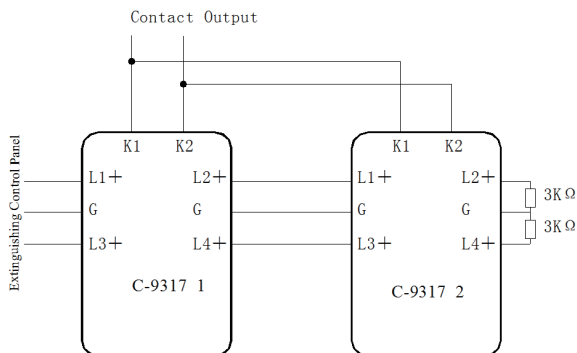 Contact Output
K1 K2 K1 K2
Extinguishing Control Panel
L1+ L2+ L1+ L2+
3KΩ
G G G G
3KΩ
L3+ L4+ L3+ L4+
C-9317 1
C-9317 2